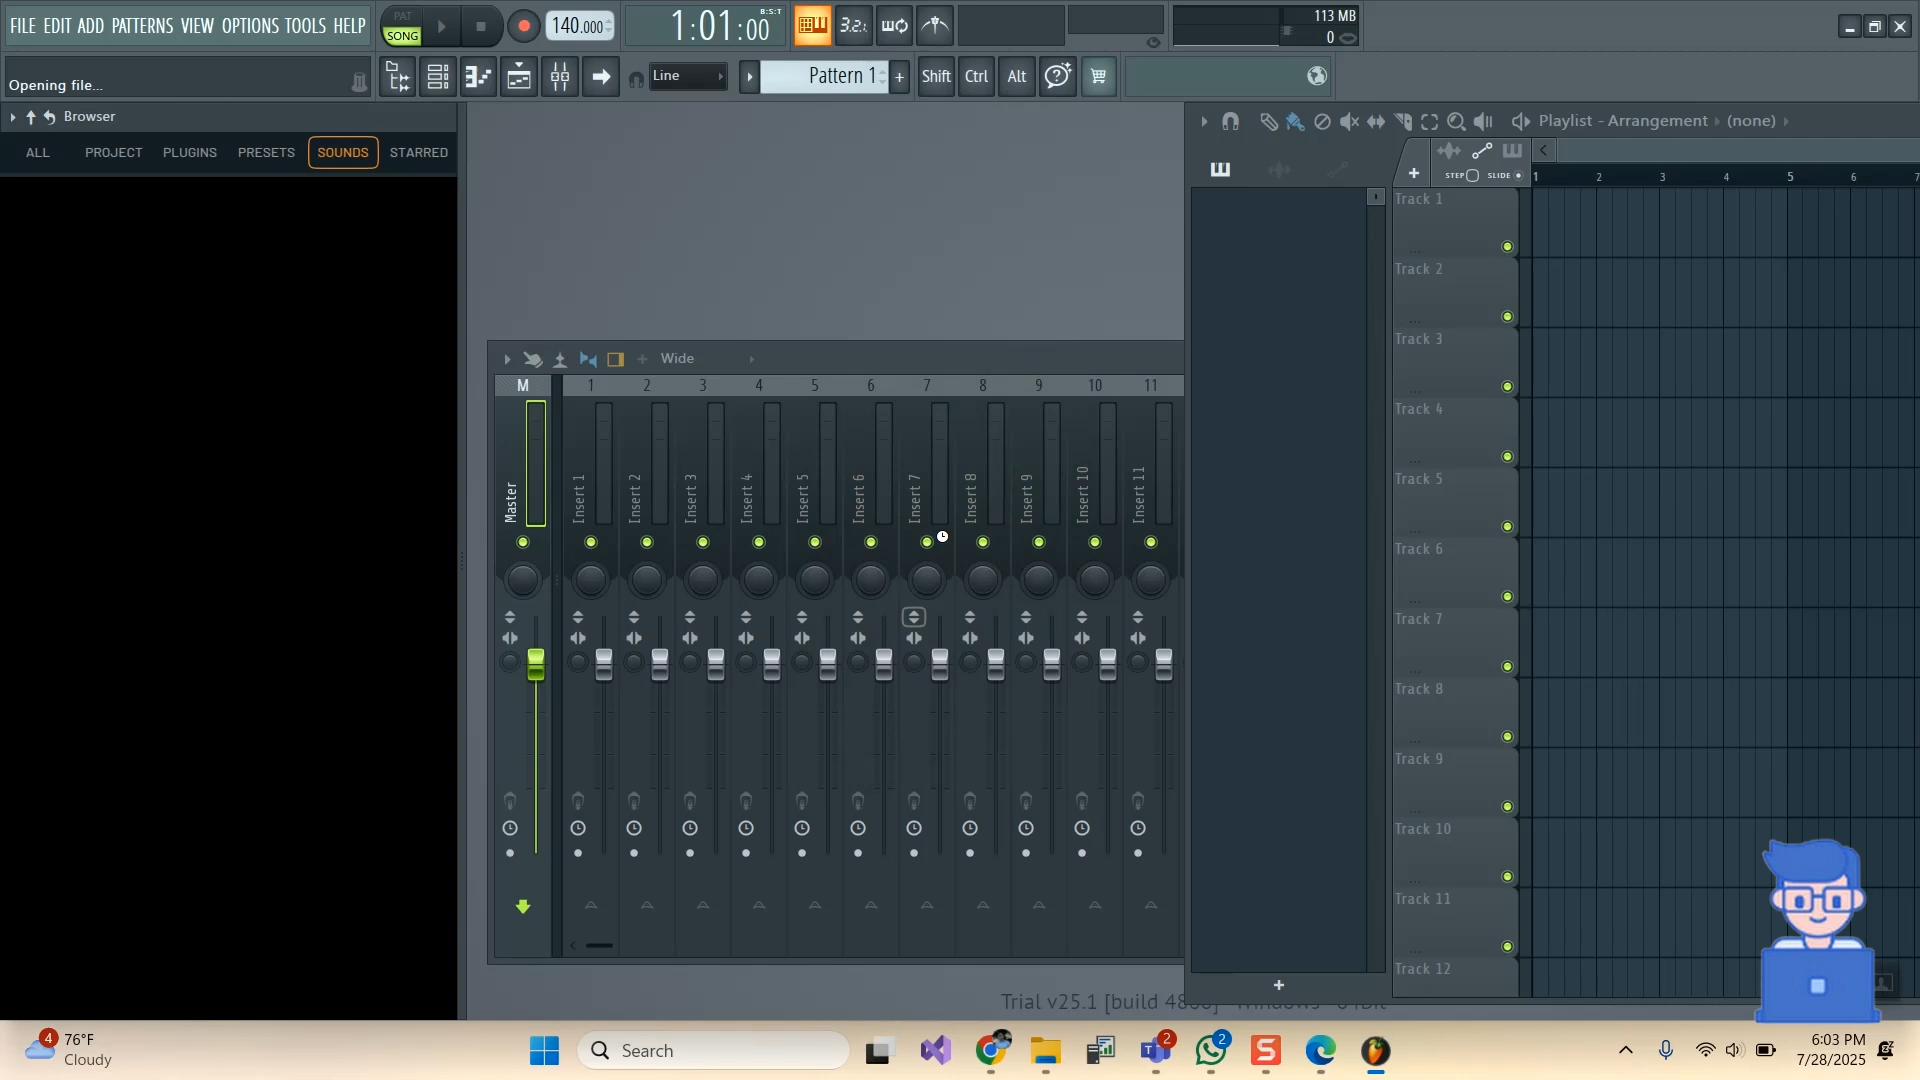 FILE EDIT ADD PATTERNS VIEW OPTIONS TOOLS HELP
PAT
SONG
140.000
1:01:00
B:S:T
3.2.
113 MB
0
Opening file...
Line
Pattern 1
+
Shift
Ctrl
Alt
Browser
ALL
PROJECT
PLUGINS
PRESETS
SOUNDS
STARRED
Playlist - Arrangement
(none)
STEP
SLIDE
1 2 3 4 5 6 7
Track 1
Track 2
Track 3
Track 4
Track 5
Track 6
Track 7
Track 8
Track 9
Track 10
Track 11
Track 12
Wide
M 1 2 3 4 5 6 7 8 9 10 11
Master
Insert 1
Insert 2
Insert 3
Insert 4
Insert 5
Insert 6
Insert 7
Insert 8
Insert 9
Insert 10
Insert 11
Trial v25.1 [build
4
76°F
Cloudy
Search
2
2
6:03 PM
7/28/2025